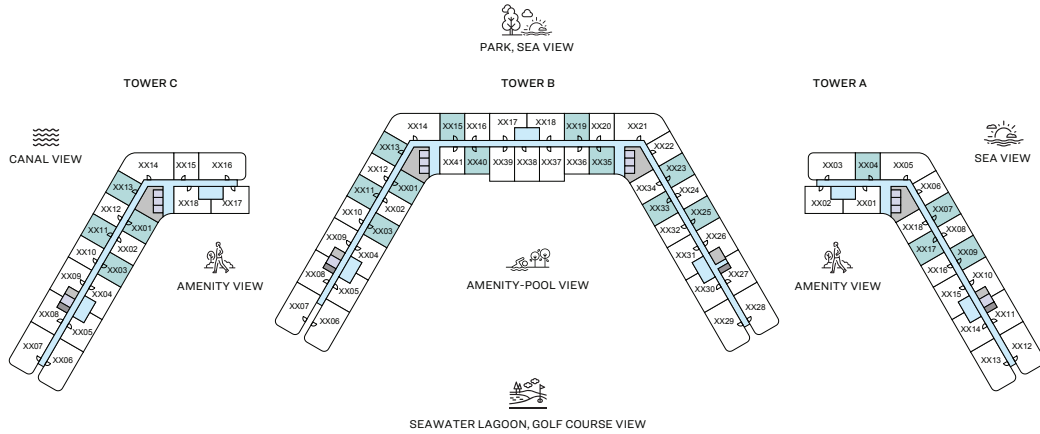 PARK, SEA VIEW
TOWER C
TOWER B
TOWER A
CANAL VIEW
SEA VIEW
XX14
XX15
XX16
XX13
XX12
XX11
XX10
XX09
XX08
XX07
XX06
XX05
XX04
XX03
XX02
XX01
XX18
XX17
AMENITY VIEW
XX14
XX15
XX16
XX17
XX18
XX19
XX20
XX21
XX13
XX12
XX11
XX10
XX09
XX08
XX07
XX06
XX05
XX04
XX03
XX02
XX01
XX41
XX40
XX39
XX38
XX37
XX36
XX35
XX22
XX23
XX24
XX25
XX26
XX27
XX28
XX29
XX30
XX31
XX32
XX33
XX34
AMENITY-POOL VIEW
XX03
XX04
XX05
XX02
XX01
XX06
XX07
XX08
XX09
XX10
XX11
XX12
XX13
XX14
XX15
XX16
XX17
XX18
AMENITY VIEW
SEAWATER LAGOON, GOLF COURSE VIEW